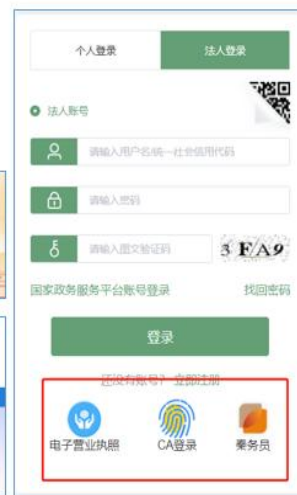 个人登录
法人登录
法人账号
请输入用户名/统一社会信用代码
请输入密码
请输入图文验证码
3 FA9
国家政务服务平台账号登录
找回密码
登录
还没有账号? 立即注册
电子营业执照
CA登录
秦务员